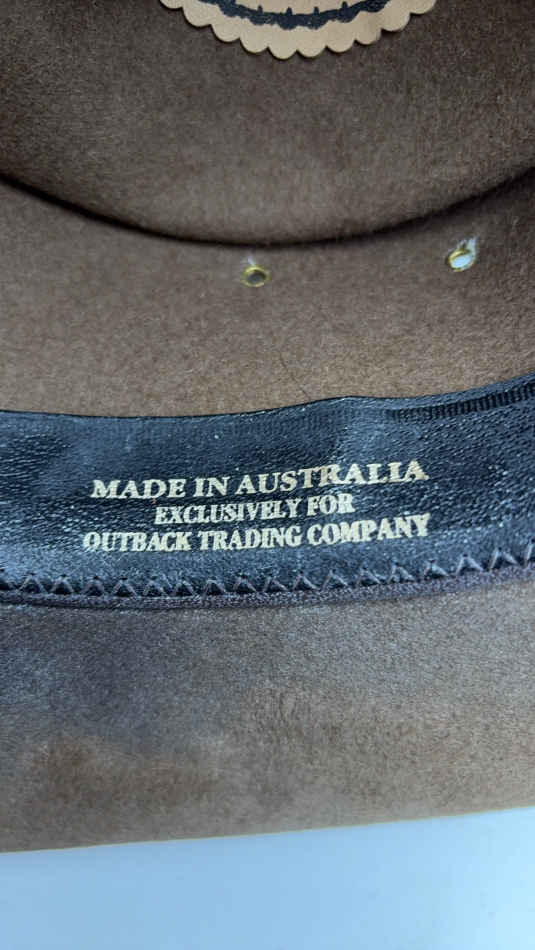 MADE IN AUSTRALIA
EXCLUSIVELY FOR
OUTBACK TRADING COMPANY